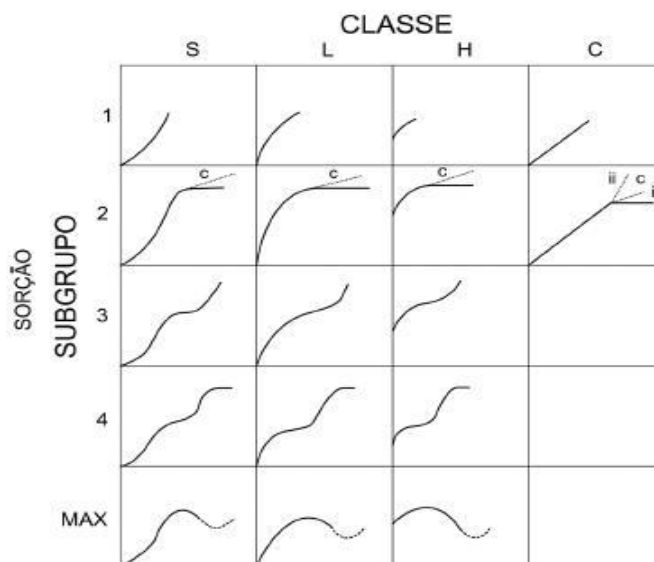 CLASSE
S L H C
1
c c c ii c i
2
SORÇÃO
SUBGRUPO
3
4
MAX